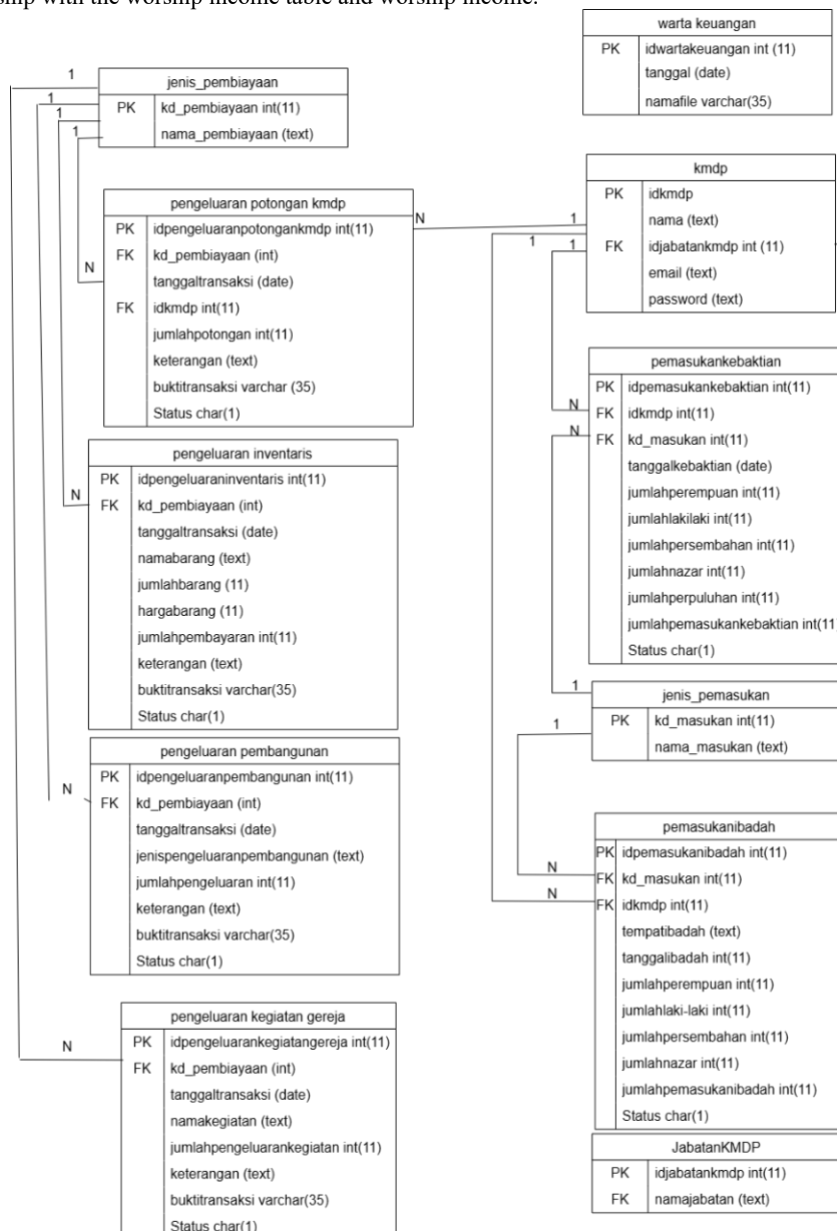 ship with the worship income table and worship income.
warta keuangan
PK idwartakeuangan int (11)
tanggal (date)
namafile varchar(35)
1
1
1
1
jenis_pembiayaan
PK kd_pembiayaan int(11)
nama_pembiayaan (text)
pengeluaran potongan kmdp
PK idpengeluaranpotongankmdp int(11)
FK kd_pembiayaan (int)
tanggaltransaksi (date)
FK idkmdp int(11)
jumlahpotongan int(11)
keterangan (text)
buktitransaksi varchar (35)
Status char(1)
N
N
1
1
1
kmdp
PK idkmdp
nama (text)
FK idjabatankmdp int (11)
email (text)
password (text)
pengeluaran inventaris
PK idpengeluaraninventaris int(11)
FK kd_pembiayaan (int)
tanggaltransaksi (date)
namabarang (text)
jumlahbarang (11)
hargabarang (11)
jumlahpembayaran int(11)
keterangan (text)
buktitransaksi varchar(35)
Status char(1)
N
pemasukankebaktian
PK idpemasukankebaktian int(11)
FK idkmdp int(11)
FK kd_masukan int(11)
tanggalkebaktian (date)
jumlahperempuan int(11)
jumlahlakilaki int(11)
jumlahpersembahan int(11)
jumlahnazar int(11)
jumlahperpuluhan int(11)
jumlahpemasukankebaktian int(11
Status char(1)
N
N
pengeluaran pembangunan
PK idpengeluaranpembangunan int(11)
FK kd_pembiayaan (int)
tanggaltransaksi (date)
jenispengeluaranpembangunan (text)
jumlahpengeluaran int(11)
keterangan (text)
buktitransaksi varchar(35)
Status char(1)
N
1
1
jenis_pemasukan
PK kd_masukan int(11)
nama_masukan (text)
pemasukanibadah
PK idpemasukanibadah int(11)
FK kd_masukan int(11)
FK idkmdp int(11)
tempatibadah (text)
tanggalibadah int(11)
jumlahperempuan int(11)
jumlahlaki-laki int(11)
jumlahpersembahan int(11)
jumlahnazar int(11)
jumlahpemasukanibadah int(11)
Status char(1)
N
N
pengeluaran kegiatan gereja
PK idpengeluarankegiatangereja int(11)
FK kd_pembiayaan (int)
tanggaltransaksi (date)
namakegiatan (text)
jumlahpengeluarankegiatan int(11)
keterangan (text)
buktitransaksi varchar(35)
Status char(1)
N
JabatanKMDP
PK idjabatankmdp int(11)
FK namajabatan (text)